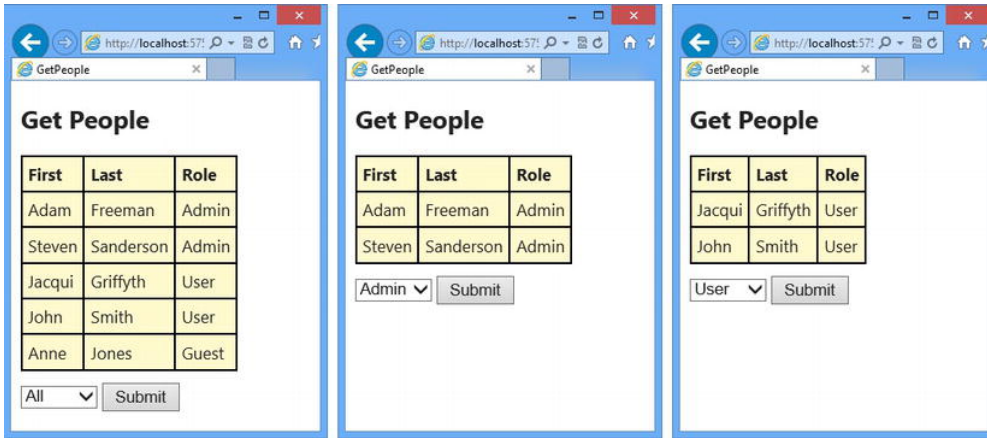 http://localhost:57!
GetPeople
Get People
First Last Role
Adam Freeman Admin
Steven Sanderson Admin
Jacqui Griffyth User
John Smith User
Anne Jones Guest
All Submit
http://localhost:57!
GetPeople
Get People
First Last Role
Adam Freeman Admin
Steven Sanderson Admin
Admin Submit
http://localhost:57!
GetPeople
Get People
First Last Role
Jacqui Griffyth User
John Smith User
User Submit